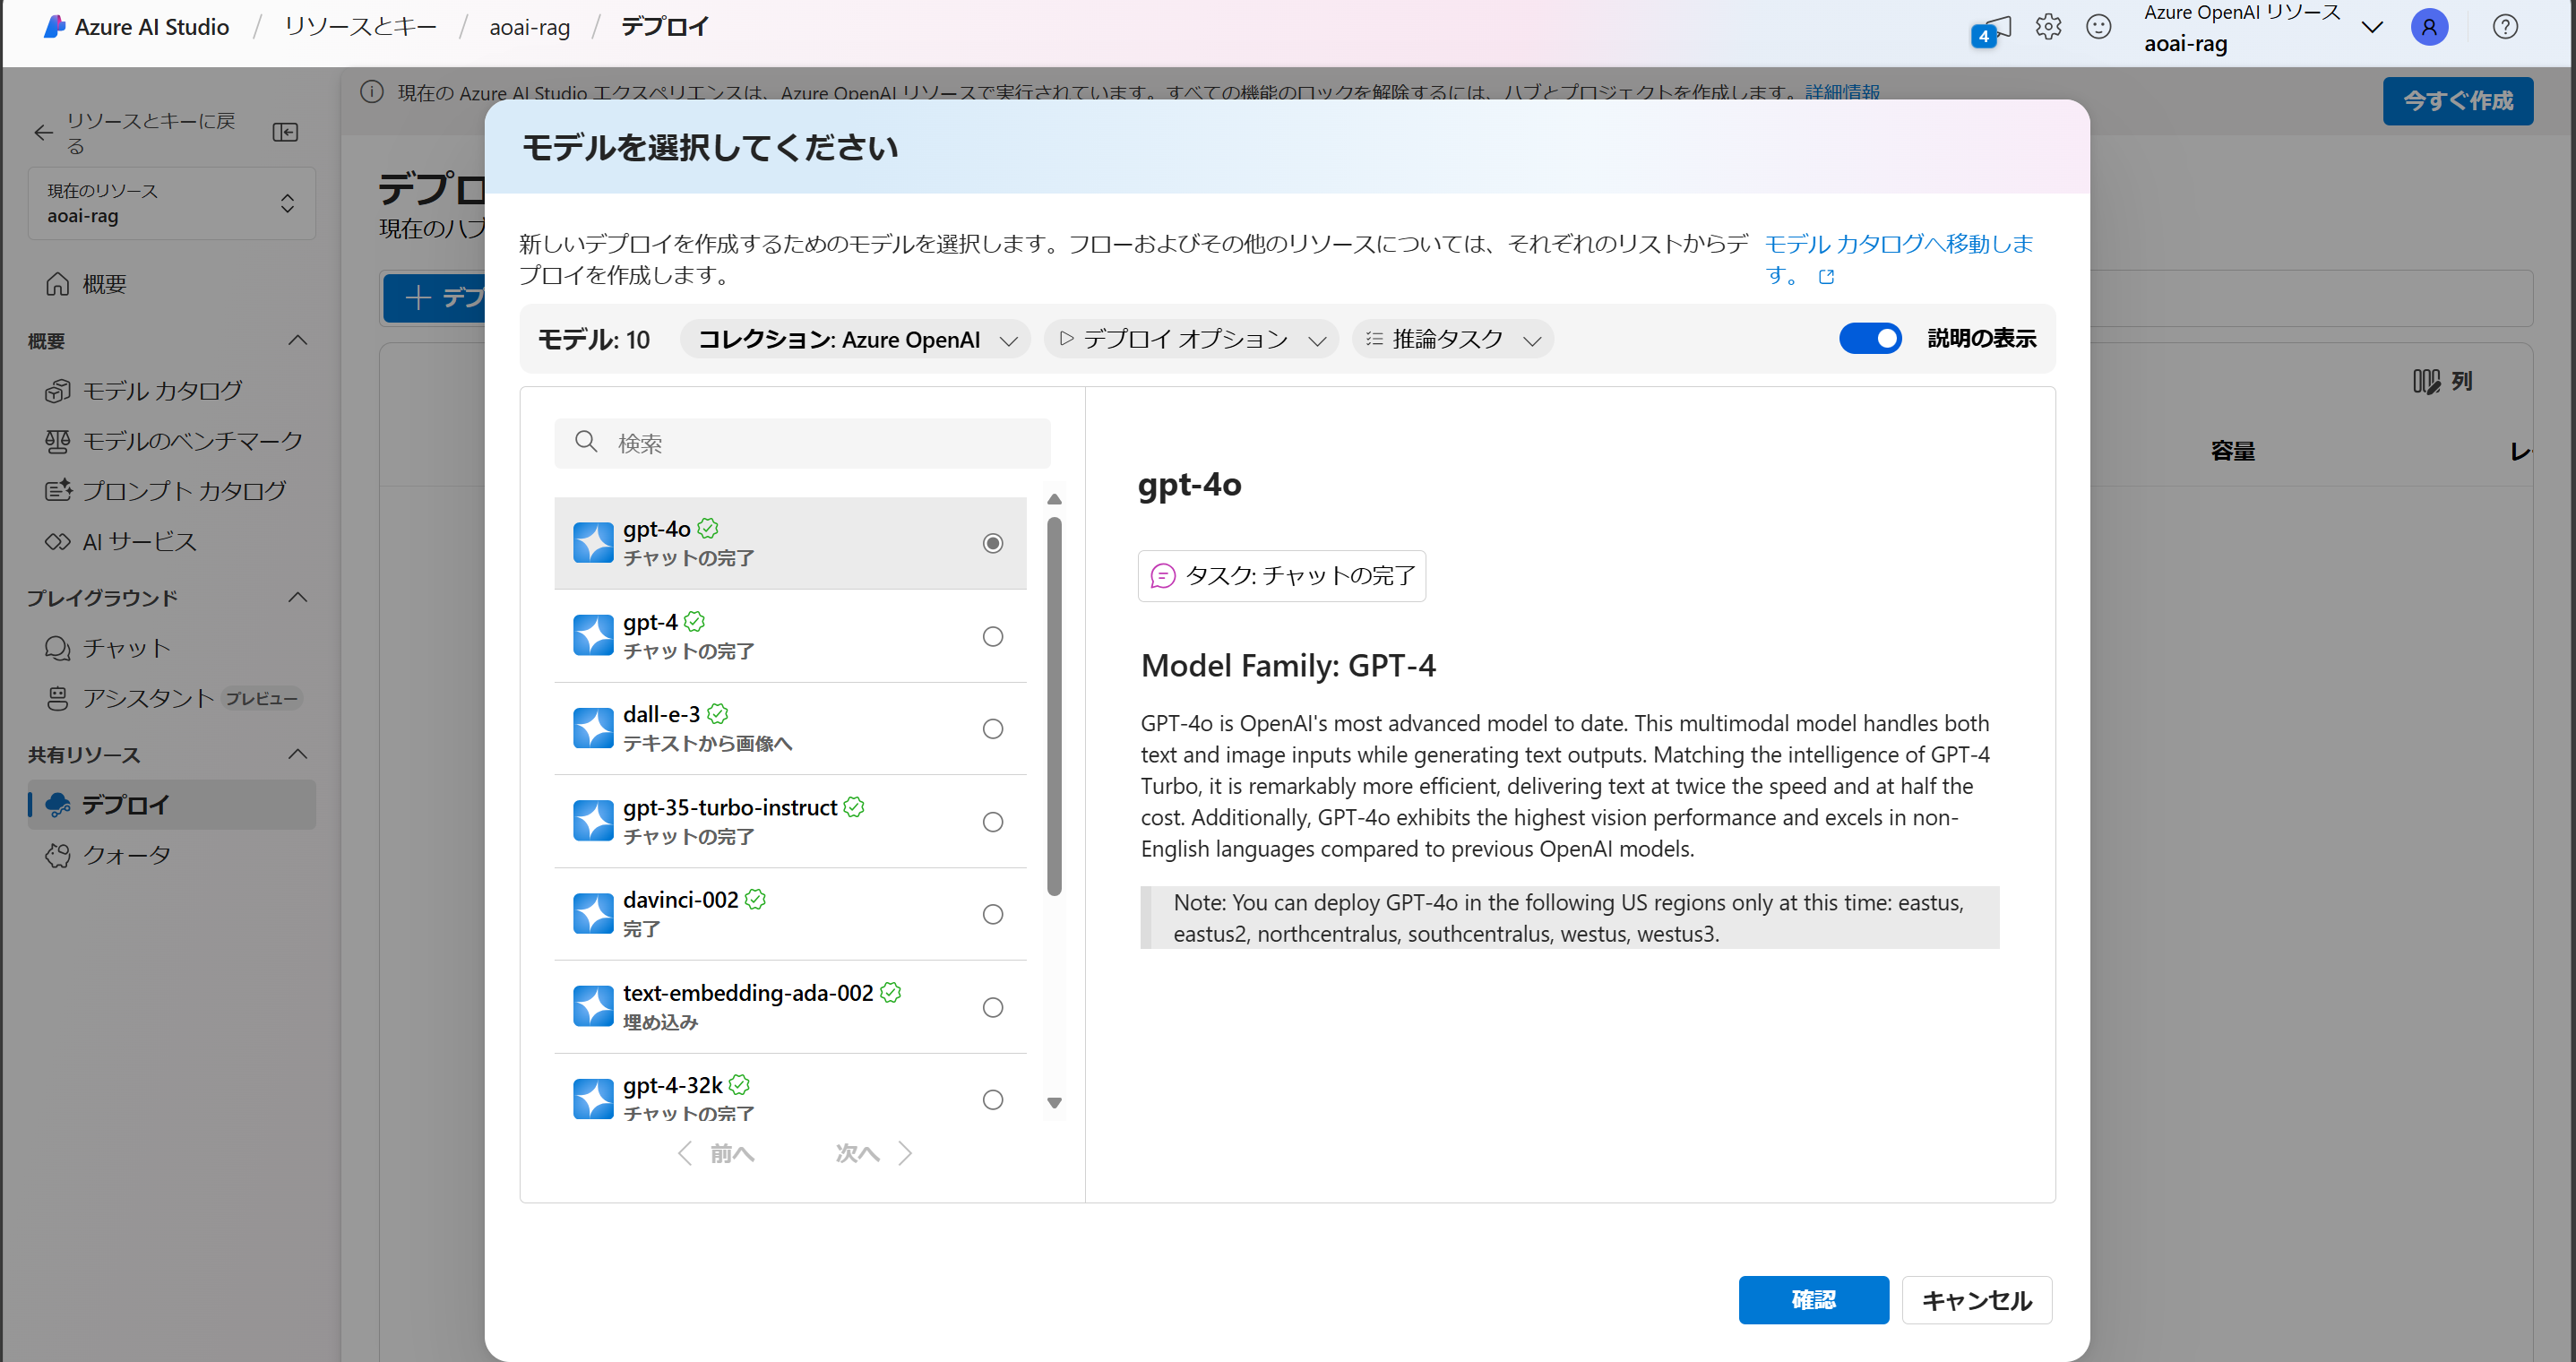 Azure AI Studio / リソースとキー / aoai-rag / デプロイ
4
Azure OpenAI リソース
aoai-rag
現在の Azure AI Studio エクスペリエンスは、Azure OpenAI リソースで実行されています。すべての機能のロックを解除するには、ハブとプロジェクトを作成します。詳細情報
今すぐ作成
リソースとキーに戻
る
現在のリソース
aoai-rag
概要
概要
モデル カタログ
モデルのベンチマーク
プロンプト カタログ
AI サービス
プレイグラウンド
チャット
アシスタント プレビュー
共有リソース
デプロイ
クォータ
デプロ
現在のハブ
デプ
列
容量
レ
モデルを選択してください
新しいデプロイを作成するためのモデルを選択します。フローおよびその他のリソースについては、それぞれのリストからデ
プロイを作成します。
モデル カタログへ移動しま
す。
モデル: 10
コレクション: Azure OpenAI
デプロイ オプション
推論タスク
説明の表示
検索
gpt-4o
チャットの完了
gpt-4
チャットの完了
dall-e-3
テキストから画像へ
gpt-35-turbo-instruct
チャットの完了
davinci-002
完了
text-embedding-ada-002
埋め込み
gpt-4-32k
チャットの完了
前へ
次へ
gpt-4o
タスク: チャットの完了
Model Family: GPT-4
GPT-4o is OpenAI's most advanced model to date. This multimodal model handles both
text and image inputs while generating text outputs. Matching the intelligence of GPT-4
Turbo, it is remarkably more efficient, delivering text at twice the speed and at half the
cost. Additionally, GPT-4o exhibits the highest vision performance and excels in non-
English languages compared to previous OpenAI models.
Note: You can deploy GPT-4o in the following US regions only at this time: eastus,
eastus2, northcentralus, southcentralus, westus, westus3.
確認
キャンセル